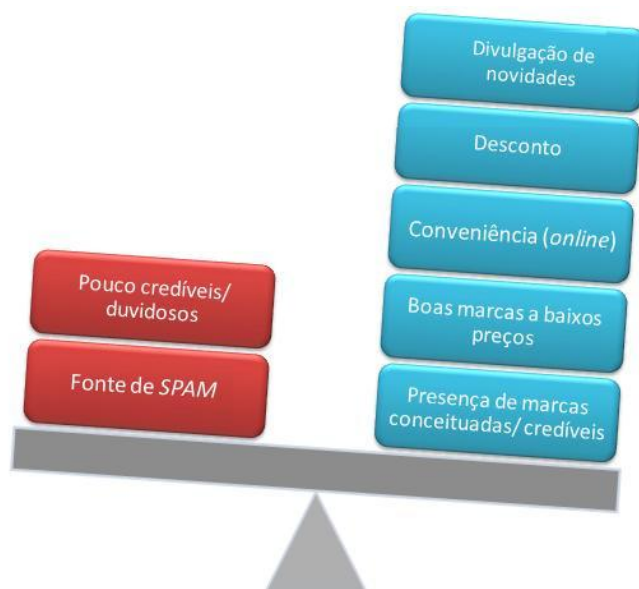 Pouco credíveis/
duvidosos
Fonte de SPAM
Divulgação de
novidades
Desconto
Conveniência (online)
Boas marcas a baixos
preços
Presença de marcas
conceituadas/ credíveis